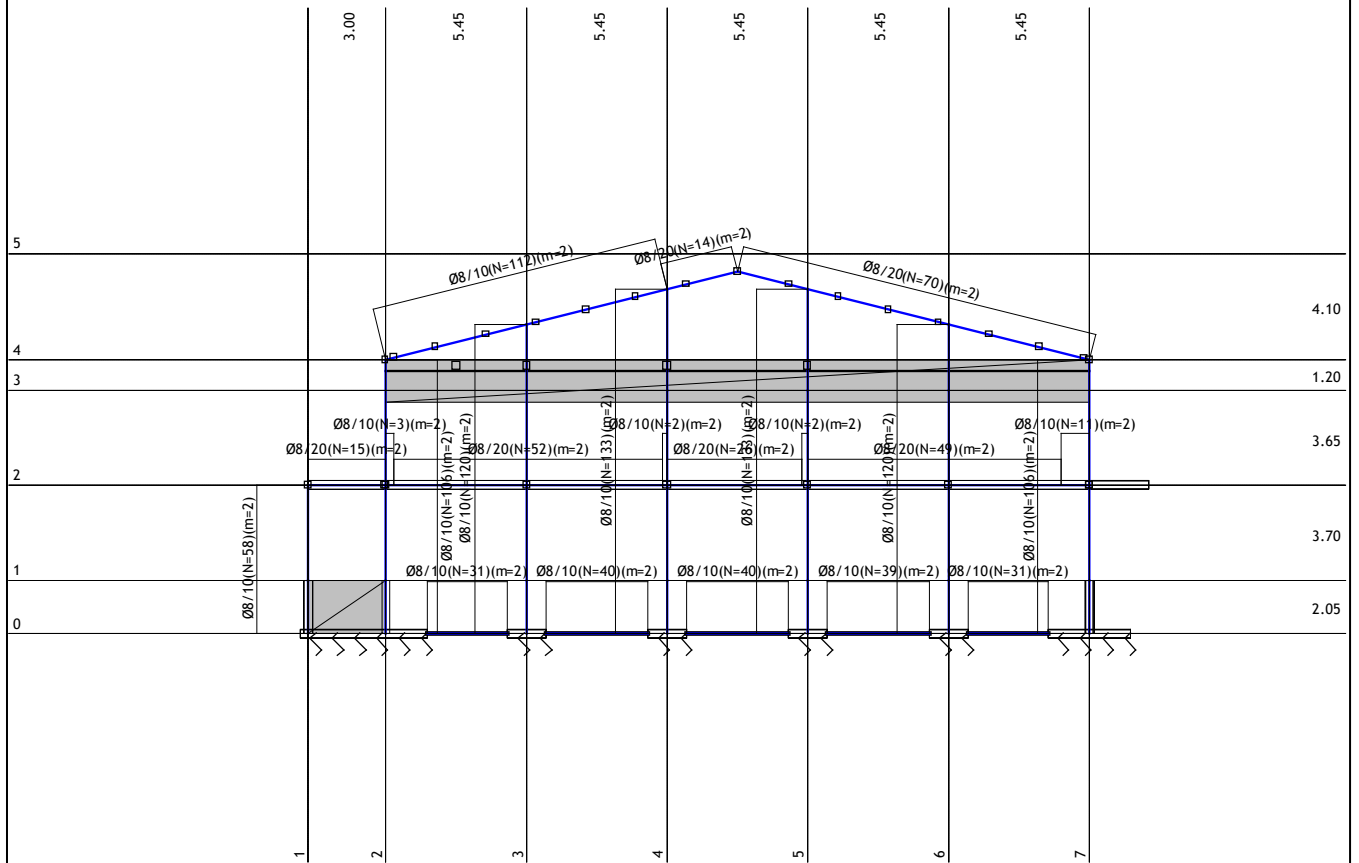 3.00
5.45
5.45
5.45
5.45
5.45
5
Ø8/10(N=112)(m=2)
Ø8/20(N=14)(m=2)
Ø8/20(N=70)(m=2)
4.10
4
3
1.20
Ø8/10(N=3)(m=2)
Ø8/10(N=2)(m=2)
Ø8/10(N=2)(m=2)
Ø8/10(N=11)(m=2)
Ø8/20(N=15)(m=2)
Ø8/20(N=52)(m=2)
Ø8/20(N=26)(m=2)
Ø8/20(N=49)(m=2)
3.65
2
Ø8/10(N=58)(m=2)
Ø8/10(N=106)(m=2)
Ø8/10(N=120)(m=2)
Ø8/10(N=133)(m=2)
Ø8/10(N=133)(m=2)
Ø8/10(N=120)(m=2)
Ø8/10(N=106)(m=2)
3.70
Ø8/10(N=31)(m=2)
Ø8/10(N=40)(m=2)
Ø8/10(N=40)(m=2)
Ø8/10(N=39)(m=2)
Ø8/10(N=31)(m=2)
1
2.05
0
1
2
3
4
5
6
7